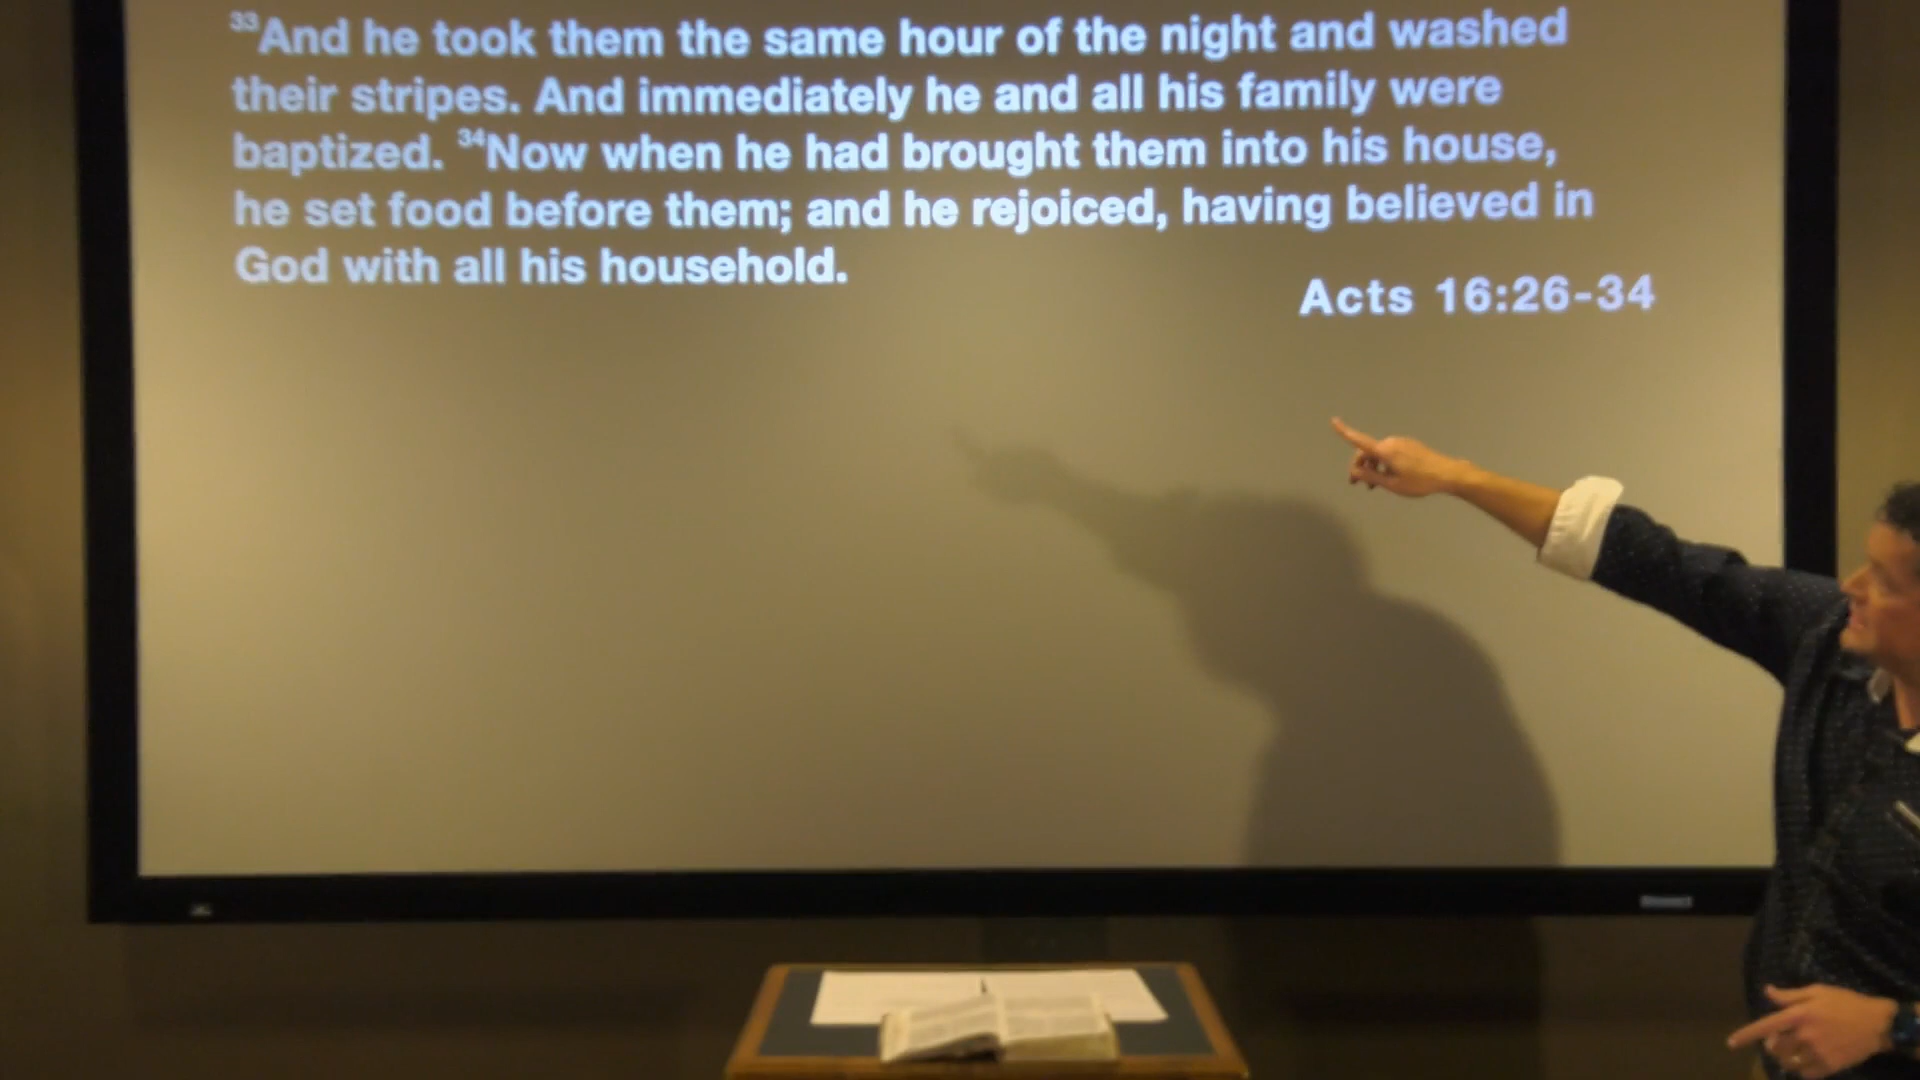 ³³And he took them the same hour of the night and washed
their stripes. And immediately he and all his family were
baptized. ³⁴Now when he had brought them into his house,
he set food before them; and he rejoiced, having believed in
God with all his household.
Acts 16:26-34